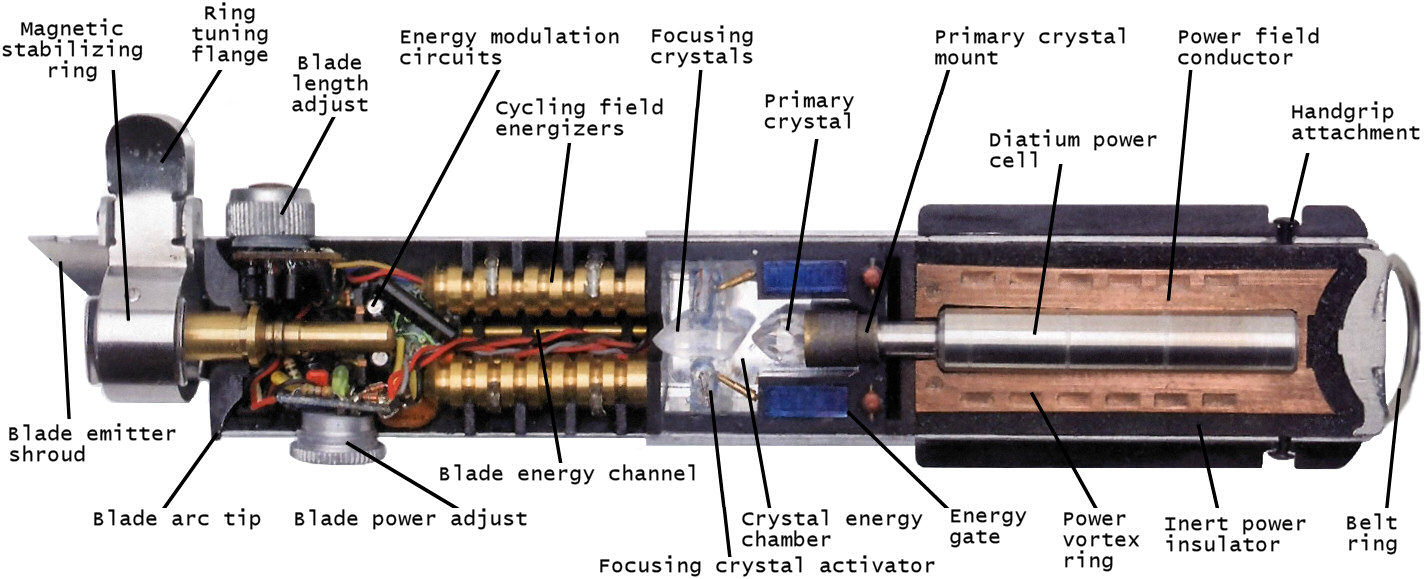 Magnetic
stabilizing
ring
Ring
tuning
flange
Blade
length
adjust
Energy modulation
circuits
Cycling field
energizers
Focusing
crystals
Primary
crystal
Primary crystal
mount
Diatium power
cell
Power field
conductor
Handgrip
attachment
Blade emitter
shroud
Blade arc tip
Blade power adjust
Blade energy channel
Focusing crystal activator
Crystal energy
chamber
Energy
gate
Power
vortex
ring
Inert power
insulator
Belt
ring